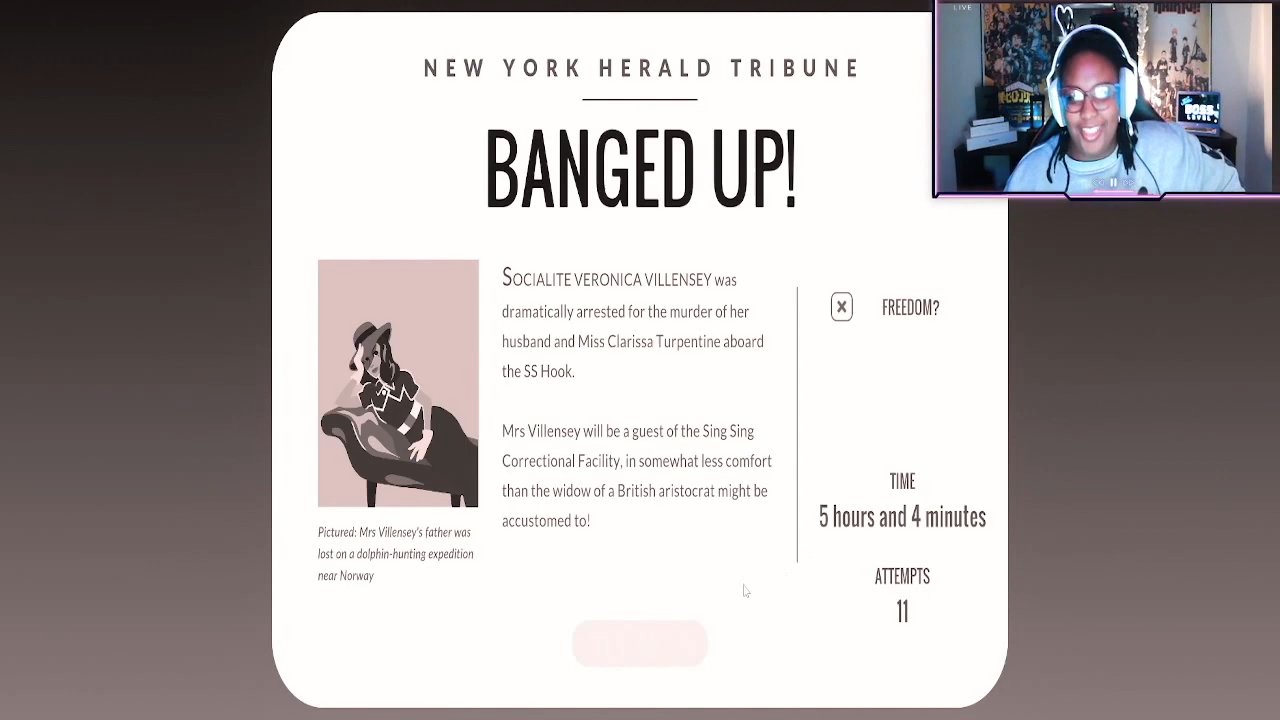 LIVE
NEW YORK HERALD TRIBUNE
BANGED UP!
SOCIALITE VERONICA VILLENSEY was
dramatically arrested for the murder of her
husband and Miss Clarissa Turpentine aboard
the SS Hook.
Mrs Villensey will be a guest of the Sing Sing
Correctional Facility, in somewhat less comfort
than the widow of a British aristocrat might be
accustomed to!
Pictured: Mrs Villensey's father was
lost on a dolphin-hunting expedition
near Norway
FREEDOM?
TIME
5 hours and 4 minutes
ATTEMPTS
11
BOSS
LEVEL